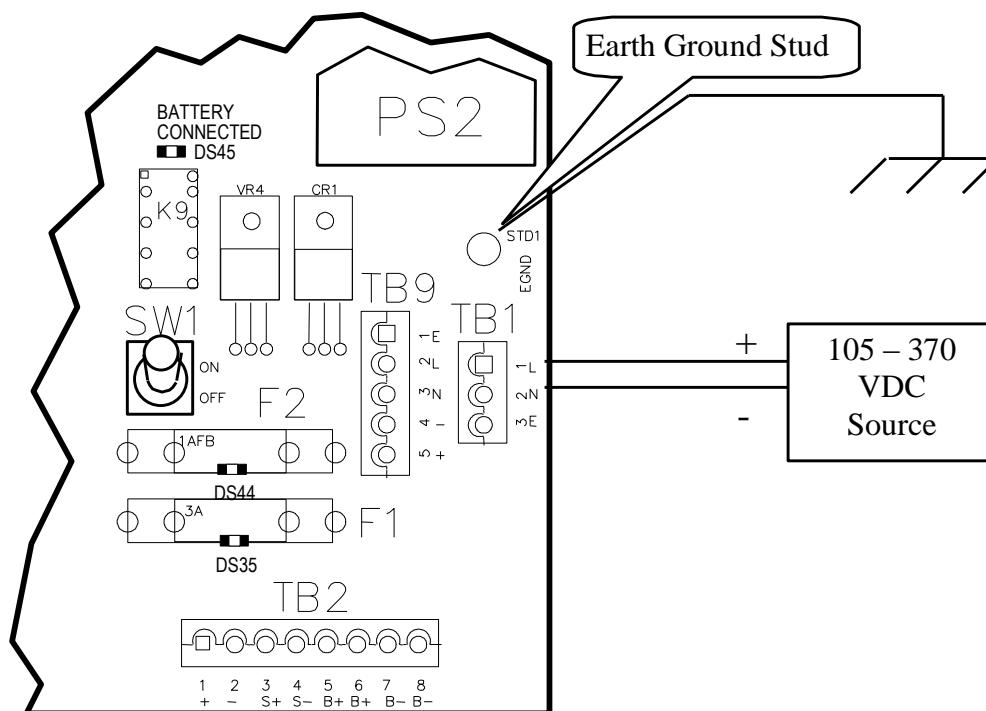 Earth Ground Stud
PS2
BATTERY
CONNECTED
DS45
K9
VR4
CR1
STD1
EGND
TB9
1 E
2 L
3 N
4 -
5 +
TB1
1 L
2 N
3 E
+
-
105 – 370
VDC
Source
SW1
ON
OFF
F2
1AFB
DS44
3A
F1
DS35
TB2
1 2 3 4 5 6 7 8
+ - S+ S- B+ B+ B- B-